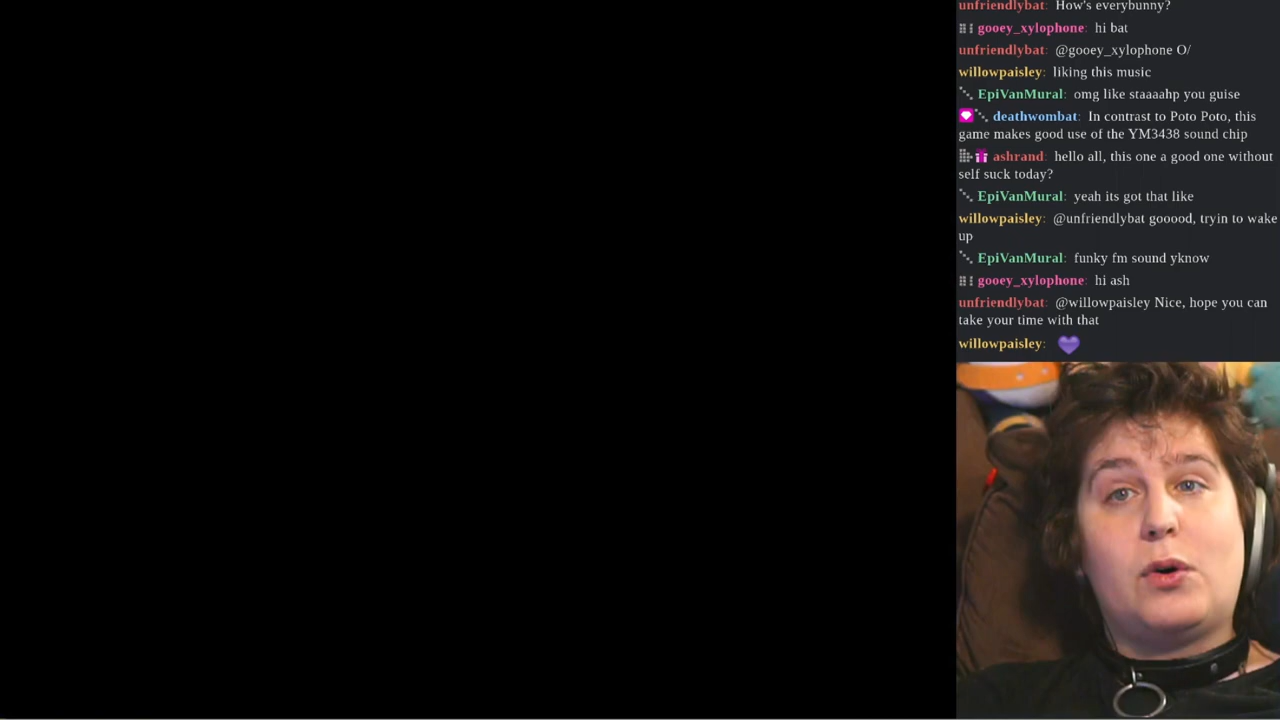 unfriendlybat: How's everybunny?
gooey_xylophone: hi bat
unfriendlybat: @gooey_xylophone O/
willowpaisley: liking this music
EpiVanMural: omg like staaaahp you guise
deathwombat: In contrast to Poto Poto, this
game makes good use of the YM3438 sound chip
ashrand: hello all, this one a good one without
self suck today?
EpiVanMural: yeah its got that like
willowpaisley: @unfriendlybat gooood, tryin to wake
up
EpiVanMural: funky fm sound yknow
gooey_xylophone: hi ash
unfriendlybat: @willowpaisley Nice, hope you can
take your time with that
willowpaisley: